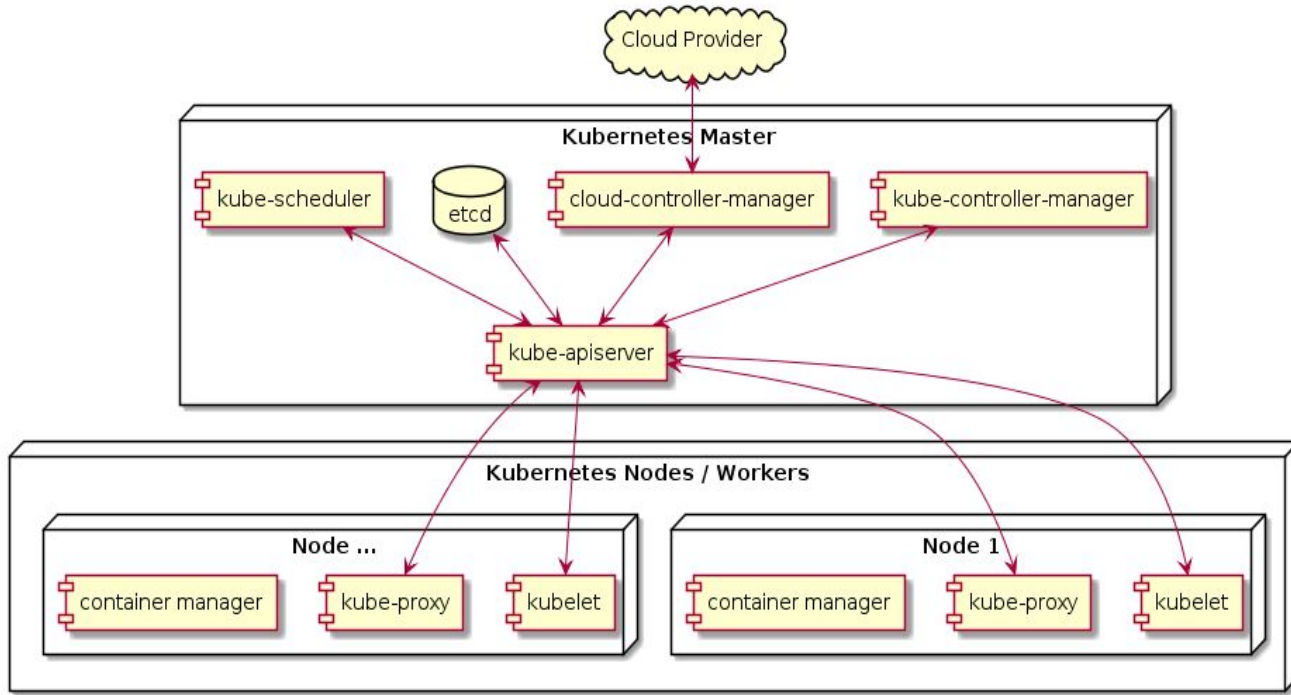 Cloud Provider
Kubernetes Master
kube-scheduler
etcd
cloud-controller-manager
kube-controller-manager
kube-apiserver
Kubernetes Nodes / Workers
Node ...
container manager
kube-proxy
kubelet
Node 1
container manager
kube-proxy
kubelet